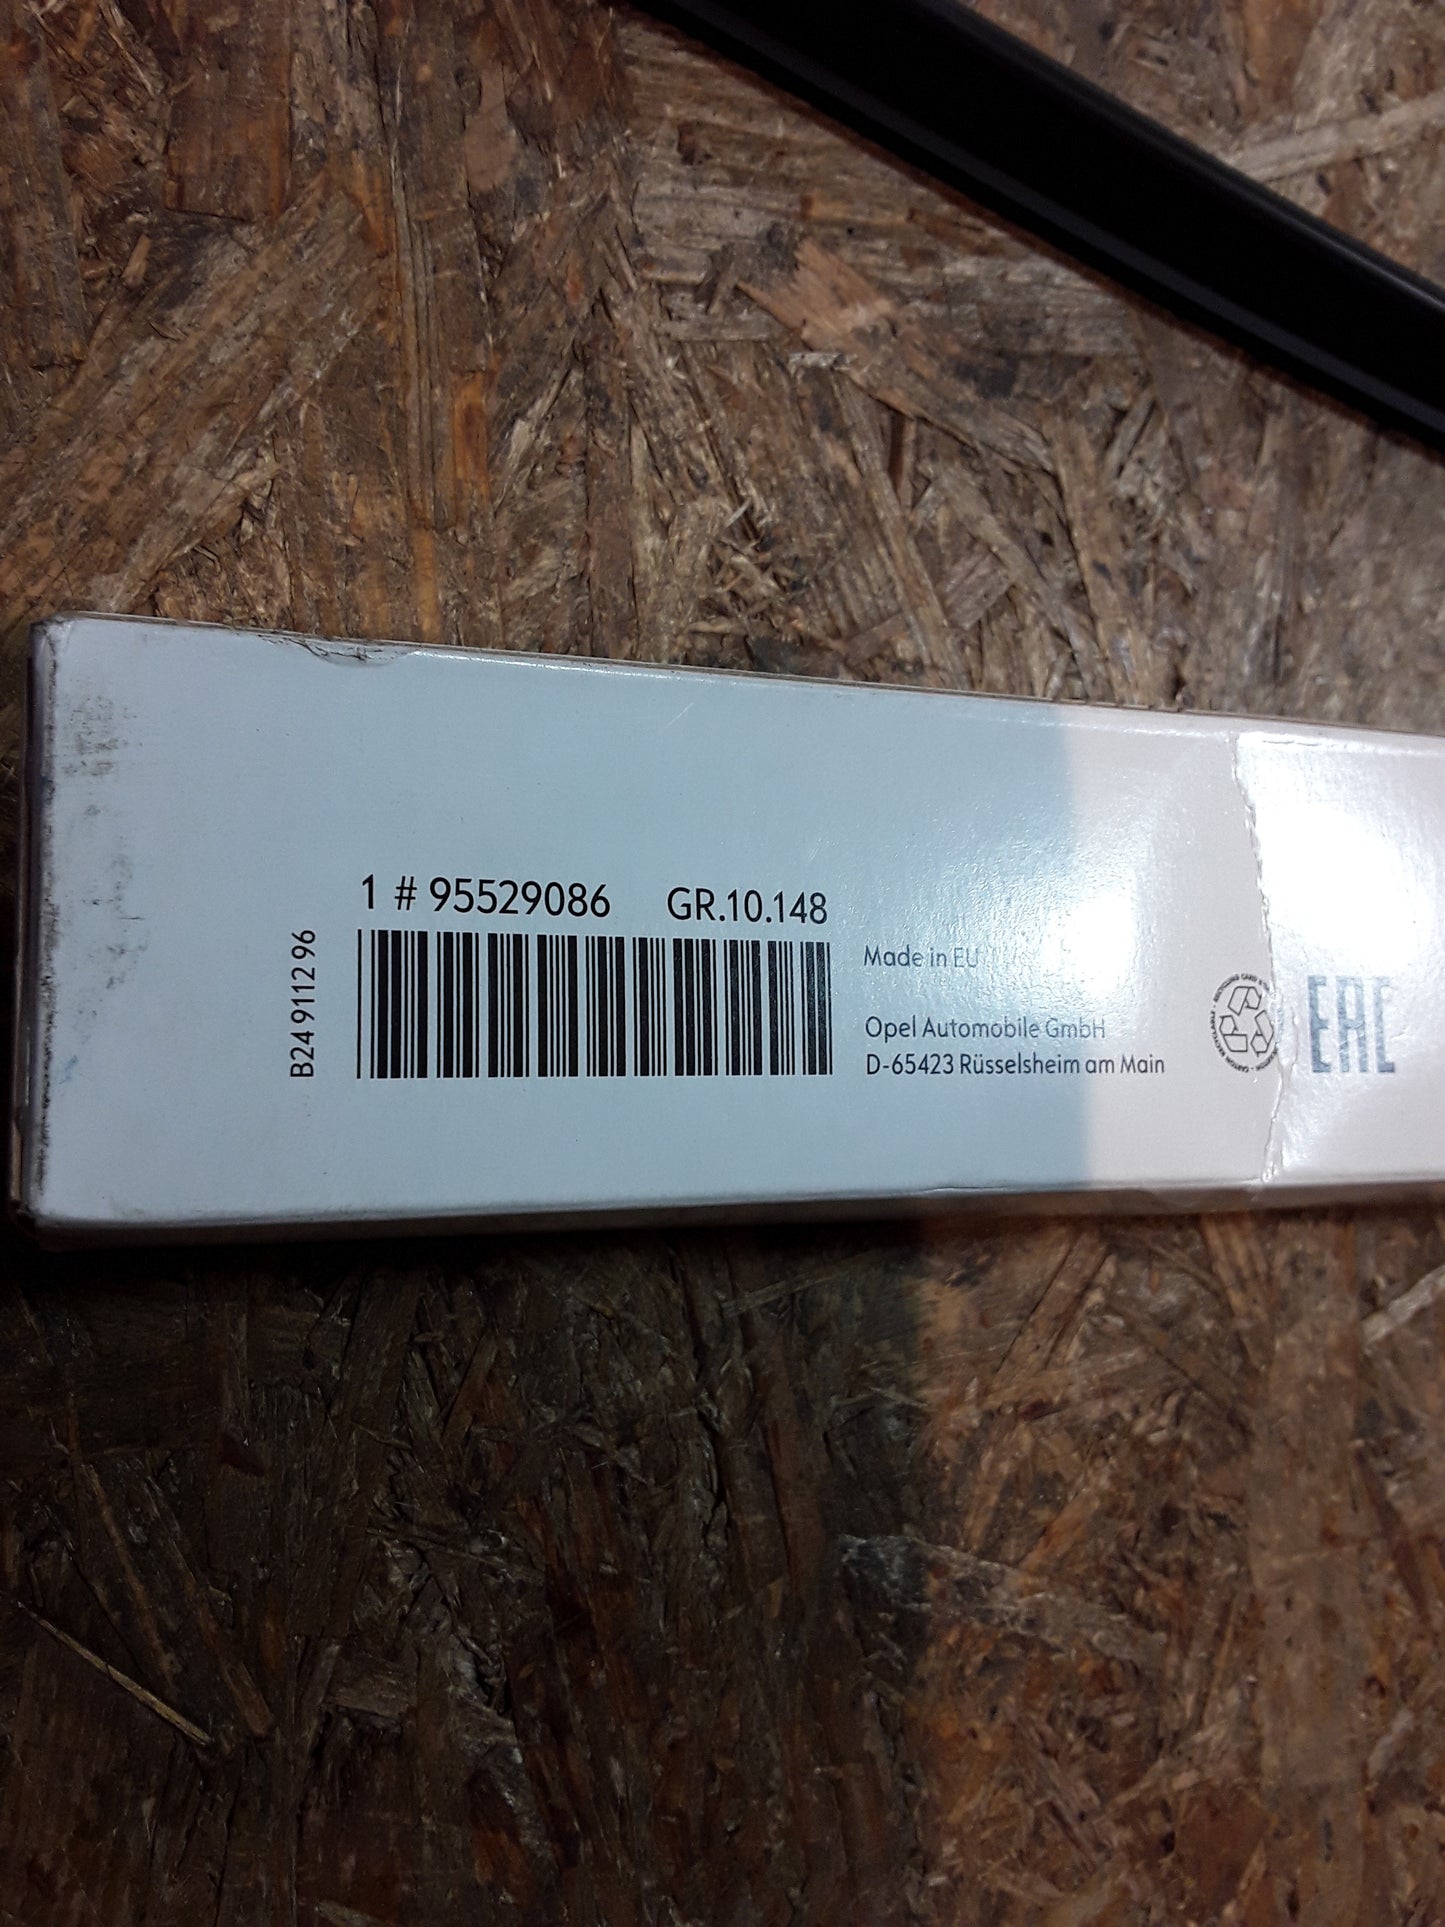 1 # 95529086 GR.10.148
B24 9112 96
Made in EU
Opel Automobile GmbH
D-65423 Rüsselsheim am Main
EAC